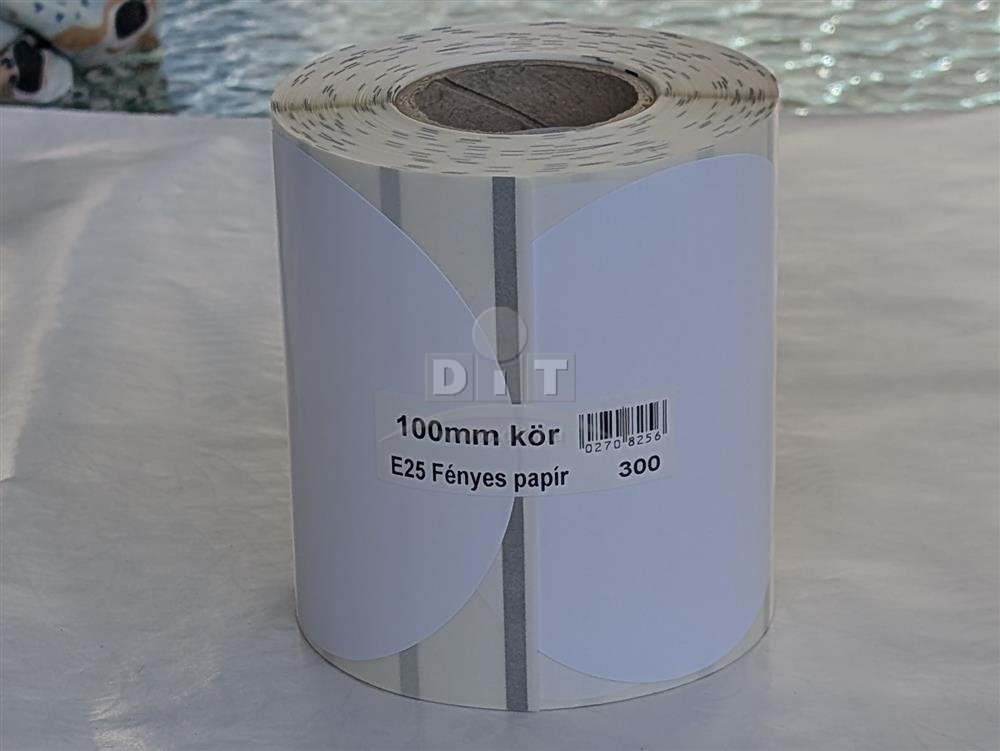 DiT
100mm kör
E25 Fényes papír
0270 8256
300